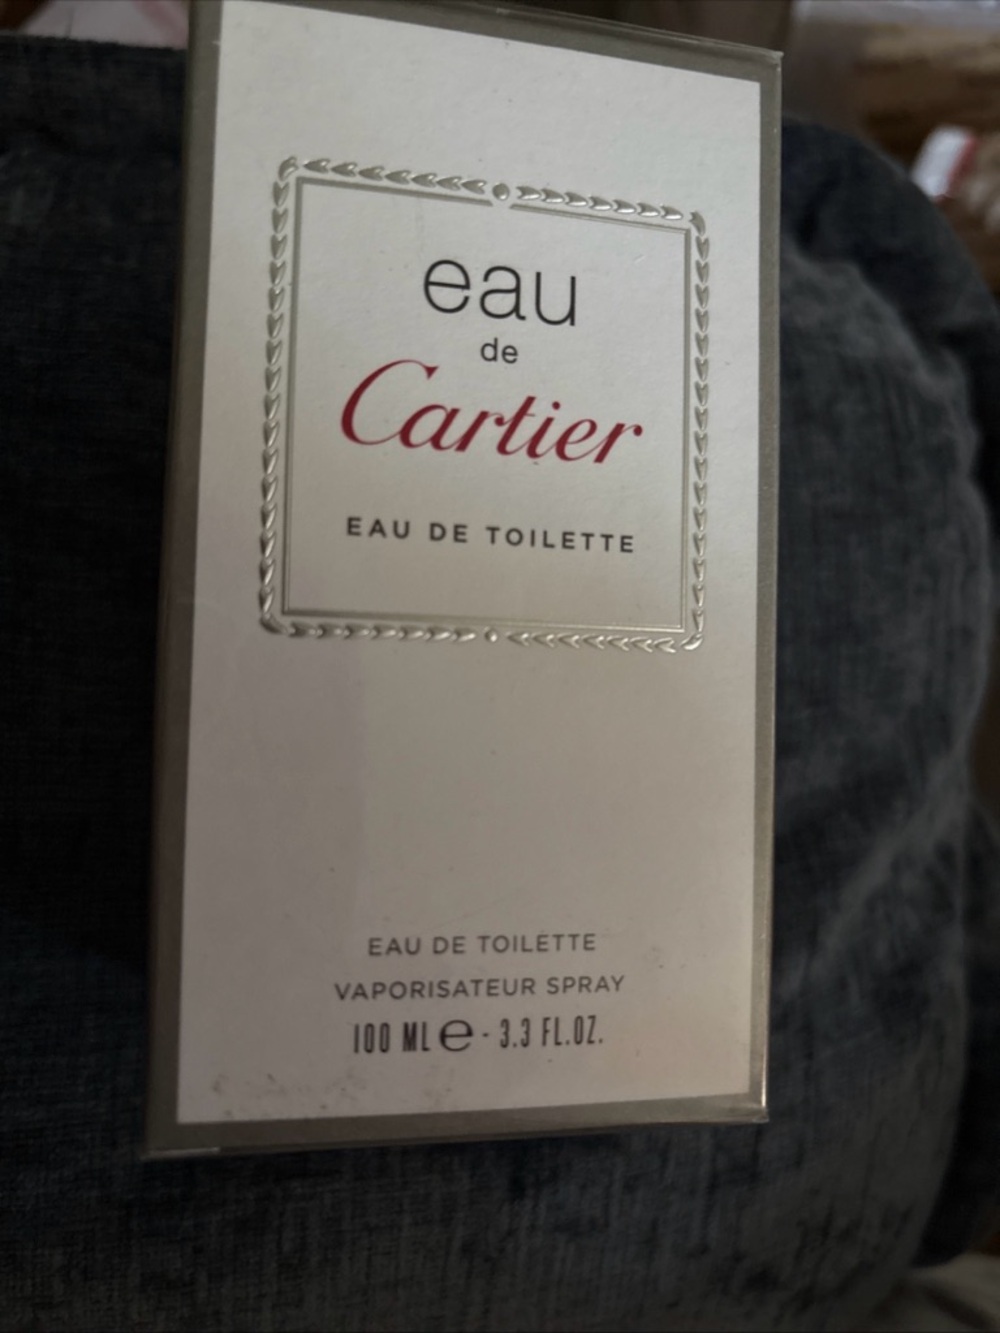 eau
de
Cartier
EAU DE TOILETTE
EAU DE TOILETTE
VAPORISATEUR SPRAY
100 ML e - 3.3 FL.OZ.